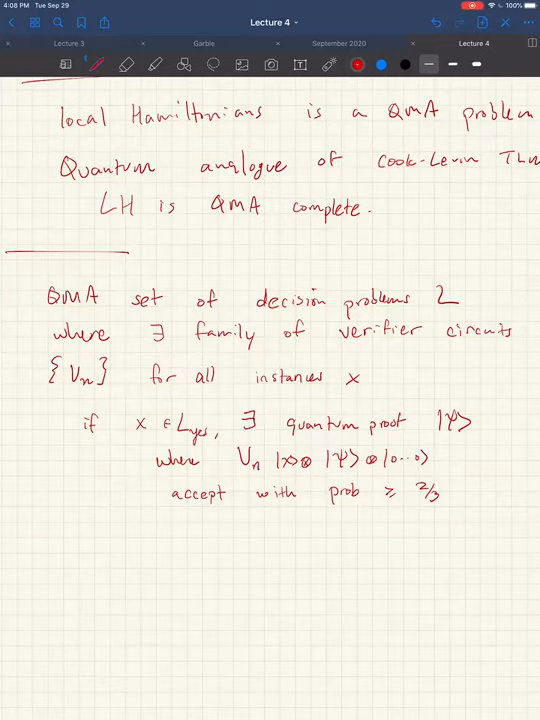 4:08 PM Tue Sep 29
100%
Lecture 4
Lecture 3
Garble
September 2020
Lecture 4
local Hamiltonians is a QMA problem
Quantum analogue of Cook-Levin Thm
LH is QMA complete.
QMA set of decision problems L
where ∃ family of verifier circuits
{Un} for all instances x
if x ∈ Lyes, ∃ quantum proof |ψ>
where Un |x>⊗ |ψ> ⊗ |0...0>
accept with prob ≥ 2/3